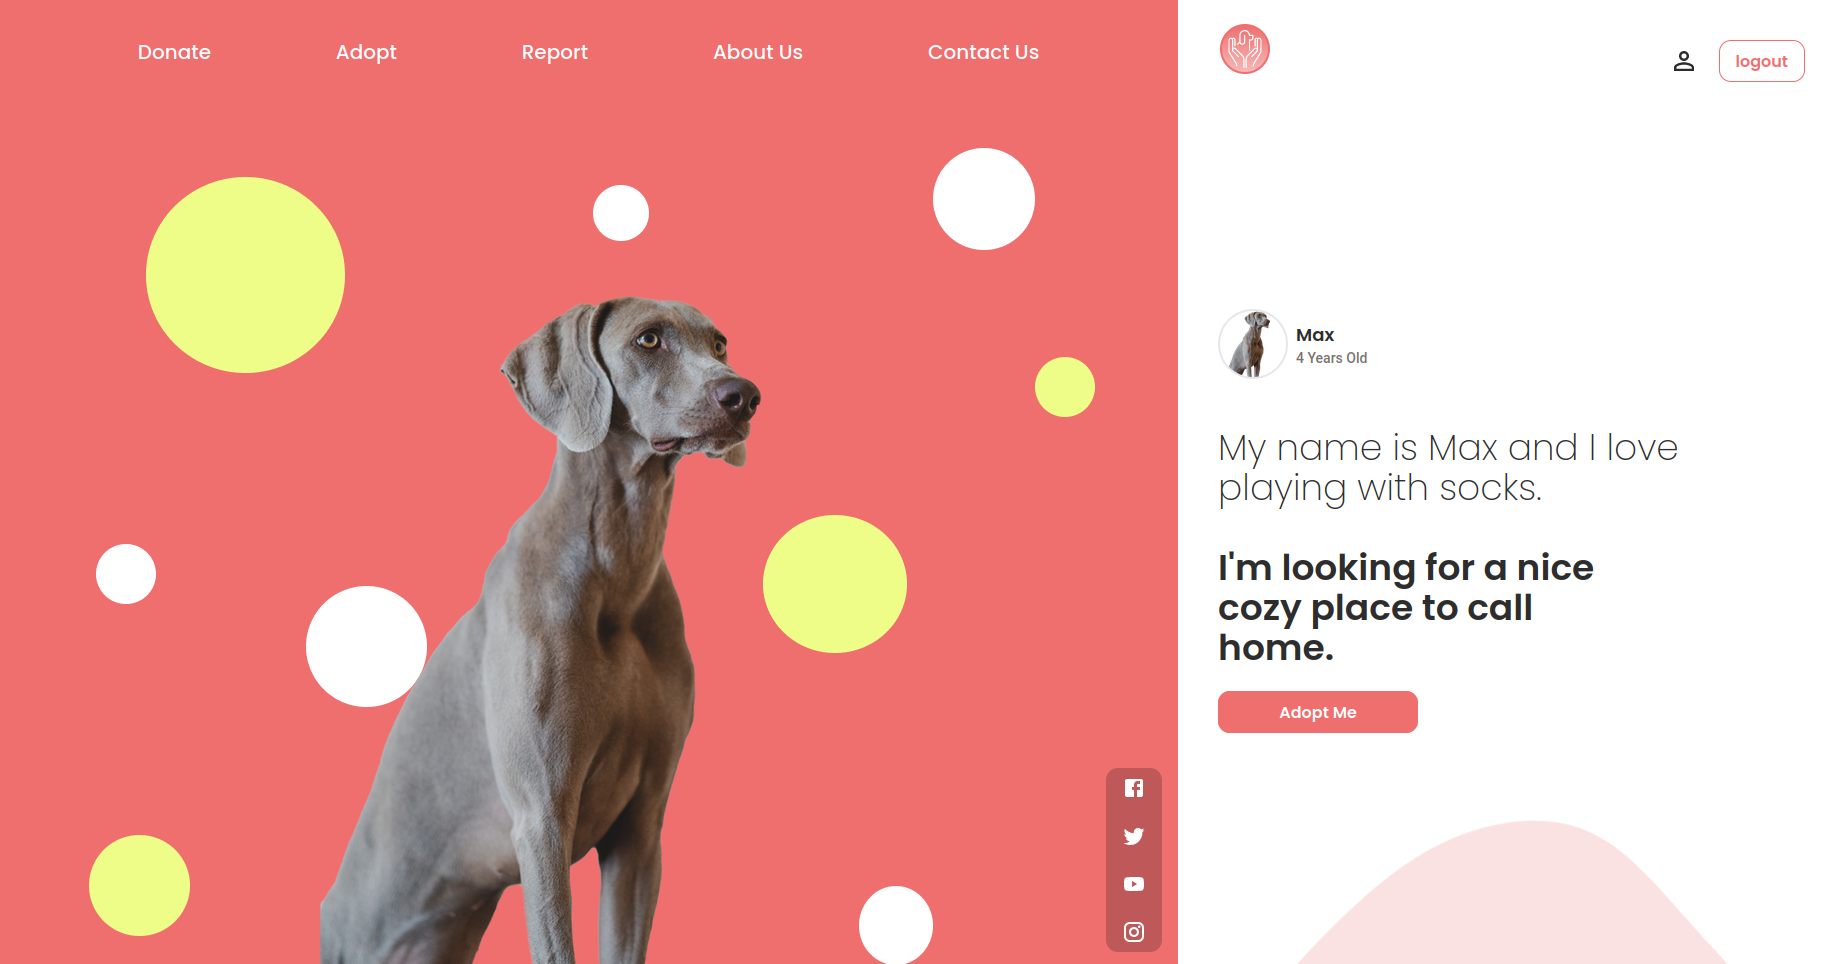 Donate
Adopt
Report
About Us
Contact Us
logout
Max
4 Years Old
My name is Max and I love
playing with socks.
I'm looking for a nice
cozy place to call
home.
Adopt Me